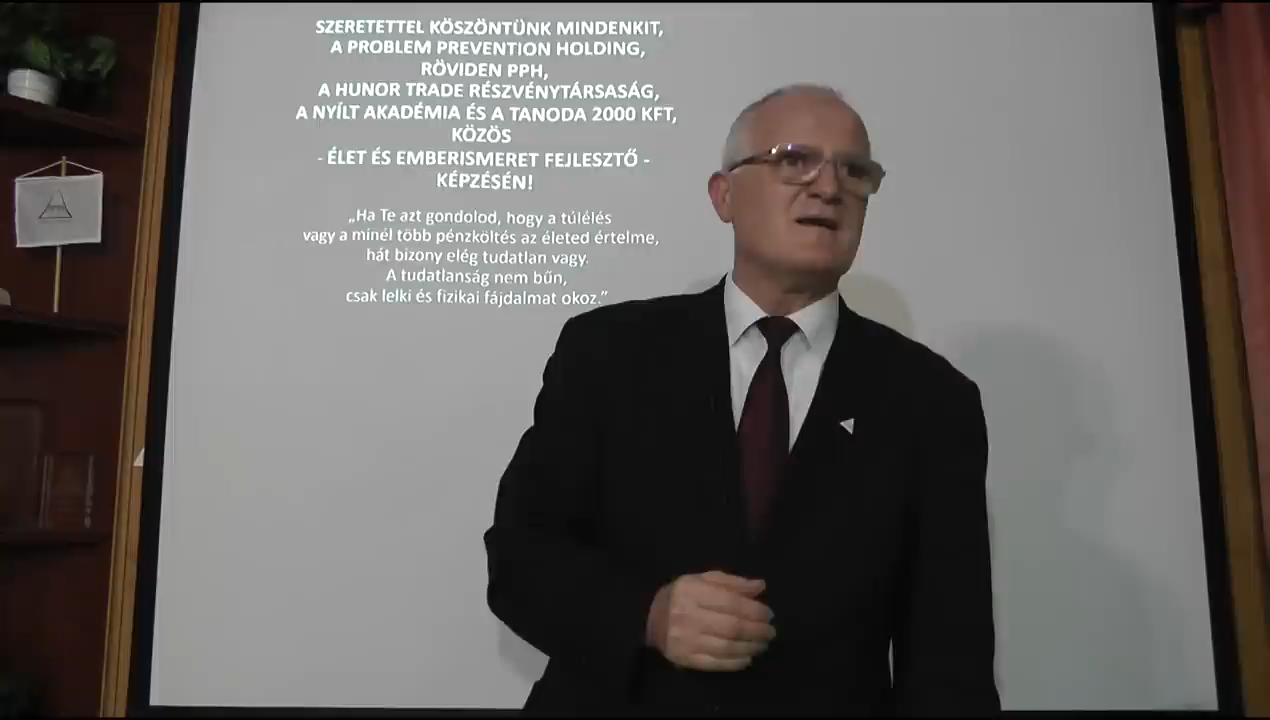 SZERETETTEL KÖSZÖNTÜNK MINDENKIT,
A PROBLEM PREVENTION HOLDING,
RÖVIDEN PPH,
A HUNOR TRADE RÉSZVÉNYTÁRSASÁG,
A NYÍLT AKADÉMIA ÉS A TANODA 2000 KFT,
KÖZÖS
- ÉLET ÉS EMBERISMERET FEJLESZTŐ -
KÉPZÉSÉN!
„Ha Te azt gondolod, hogy a túlélés
vagy a minél több pénzköltés az életed értelme,
hát bizony elég tudatlan vagy.
A tudatlanság nem bűn,
csak lelki és fizikai fájdalmat okoz.”